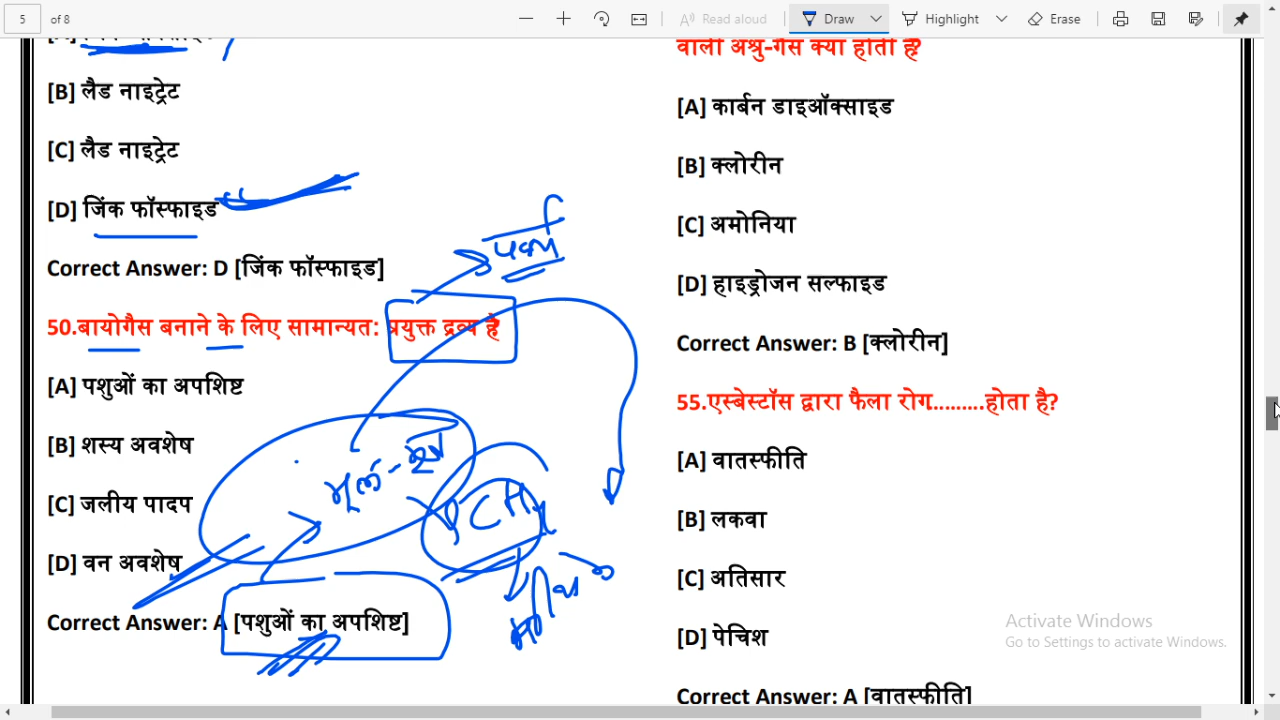 5 of 8
Read aloud
Draw
Highlight
Erase
[B] लैड नाइट्रेट
[C] लैड नाइट्रेट
[D] जिंक फॉस्फाइड
Correct Answer: D [जिंक फॉस्फाइड]
50.बायोगैस बनाने के लिए सामान्यत: प्रयुक्त द्रव्य है
[A] पशुओं का अपशिष्ट
[B] शस्य अवशेष
[C] जलीय पादप
[D] वन अवशेष
Correct Answer: A [पशुओं का अपशिष्ट]
CH4
वाली अश्रु-गैस क्या होती है?
[A] कार्बन डाइऑक्साइड
[B] क्लोरीन
[C] अमोनिया
[D] हाइड्रोजन सल्फाइड
Correct Answer: B [क्लोरीन]
55.एस्बेस्टॉस द्वारा फैला रोग..........होता है?
[A] वातस्फीति
[B] लकवा
[C] अतिसार
[D] पेचिश
Correct Answer: A [वातस्फीति]
Activate Windows
Go to Settings to activate Windows.